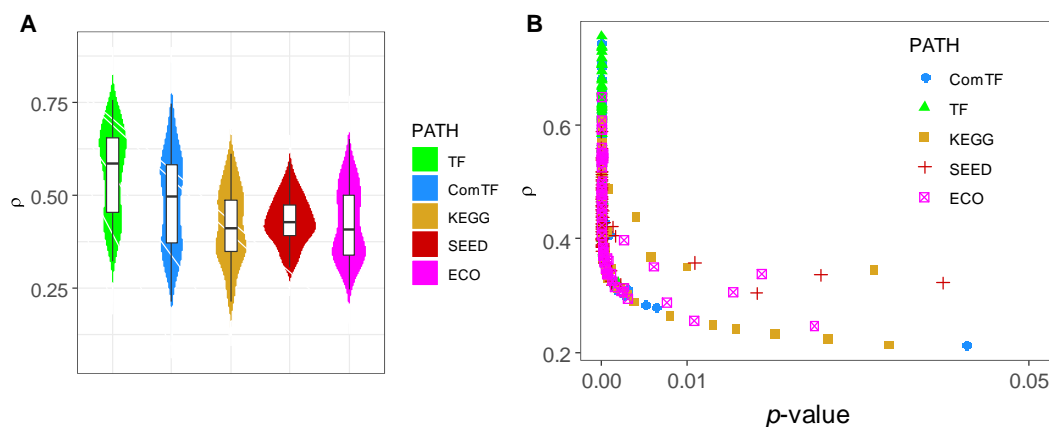 A
ρ
0.75
0.50
0.25
PATH
TF
ComTF
KEGG
SEED
ECO
B
ρ
0.6
0.4
0.2
0.00
0.01
0.05
p-value
PATH
ComTF
TF
KEGG
SEED
ECO